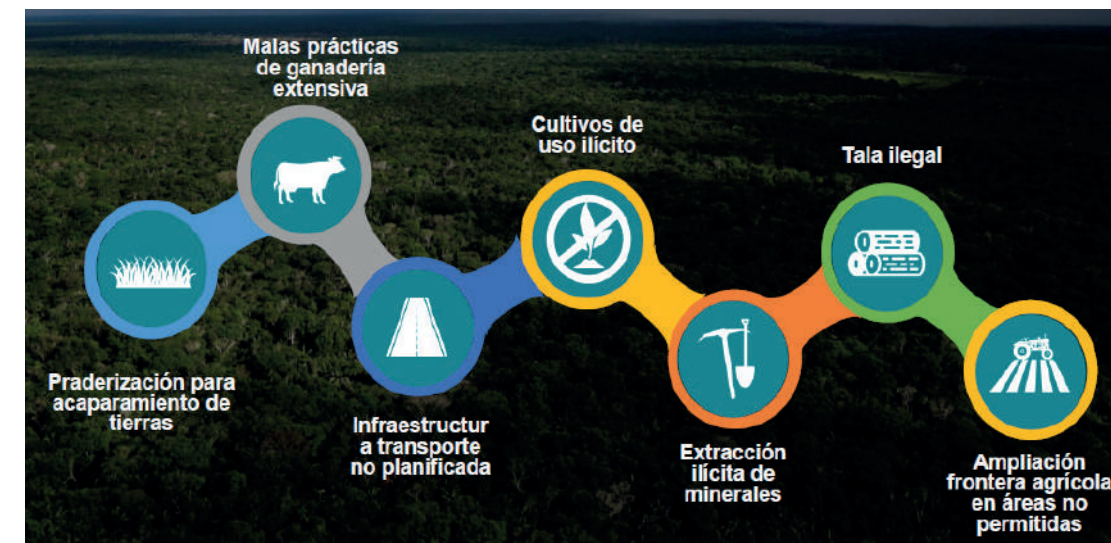 Malas prácticas
de ganadería
extensiva
Cultivos de
uso ilícito
Tala ilegal
Praderización para
acaparamiento de
tierras
Infraestructur
a transporte
no planificada
Extracción
ilícita de
minerales
Ampliación
frontera agrícola
en áreas no
permitidas